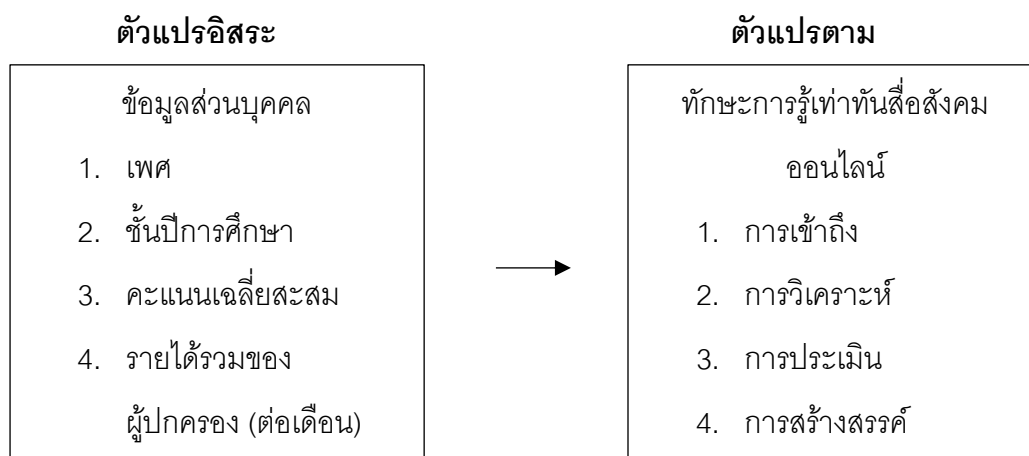 ตัวแปรอิสระ
ข้อมูลส่วนบุคคล
1. เพศ
2. ชั้นปีการศึกษา
3. คะแนนเฉลี่ยสะสม
4. รายได้รวมของ
ผู้ปกครอง (ต่อเดือน)
ตัวแปรตาม
ทักษะการรู้เท่าทันสื่อสังคม
ออนไลน์
1. การเข้าถึง
2. การวิเคราะห์
3. การประเมิน
4. การสร้างสรรค์